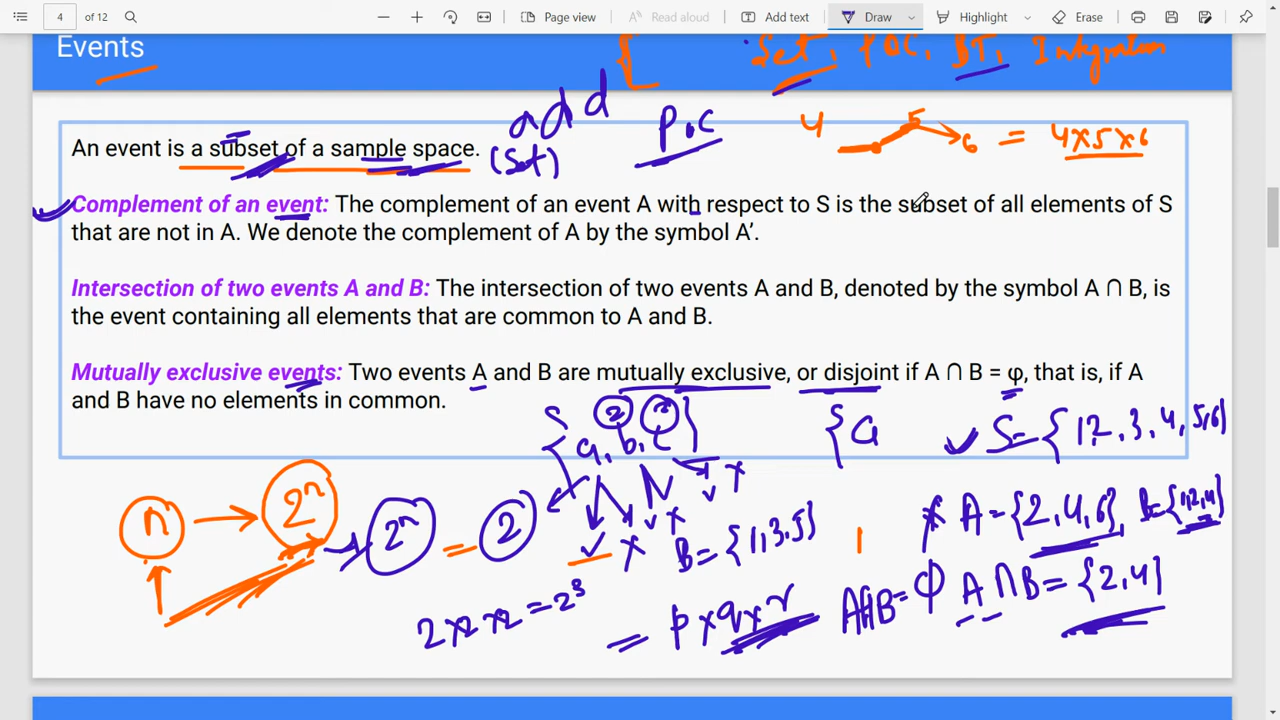 4 of 12 Page view Read aloud Add text Draw Highlight Erase
Events
Set, POC, BT, Integration
add
(Set)
P.C
4 5 6 = 4x5x6
An event is a subset of a sample space.
Complement of an event: The complement of an event A with respect to S is the subset of all elements of S
that are not in A. We denote the complement of A by the symbol A'.
Intersection of two events A and B: The intersection of two events A and B, denoted by the symbol A ∩ B, is
the event containing all elements that are common to A and B.
Mutually exclusive events: Two events A and B are mutually exclusive, or disjoint if A ∩ B = φ, that is, if A
and B have no elements in common.
2 2
{a, b, c}
{a
S = {1,2,3,4,5,6}
n → 2ⁿ → 2ⁿ = 2
B = {1,3,5}
1
A = {2,4,6}, B = {1,2,4}
2x2x2 = 2³
= p x q x r
A∩B = φ
A∩B = {2,4}